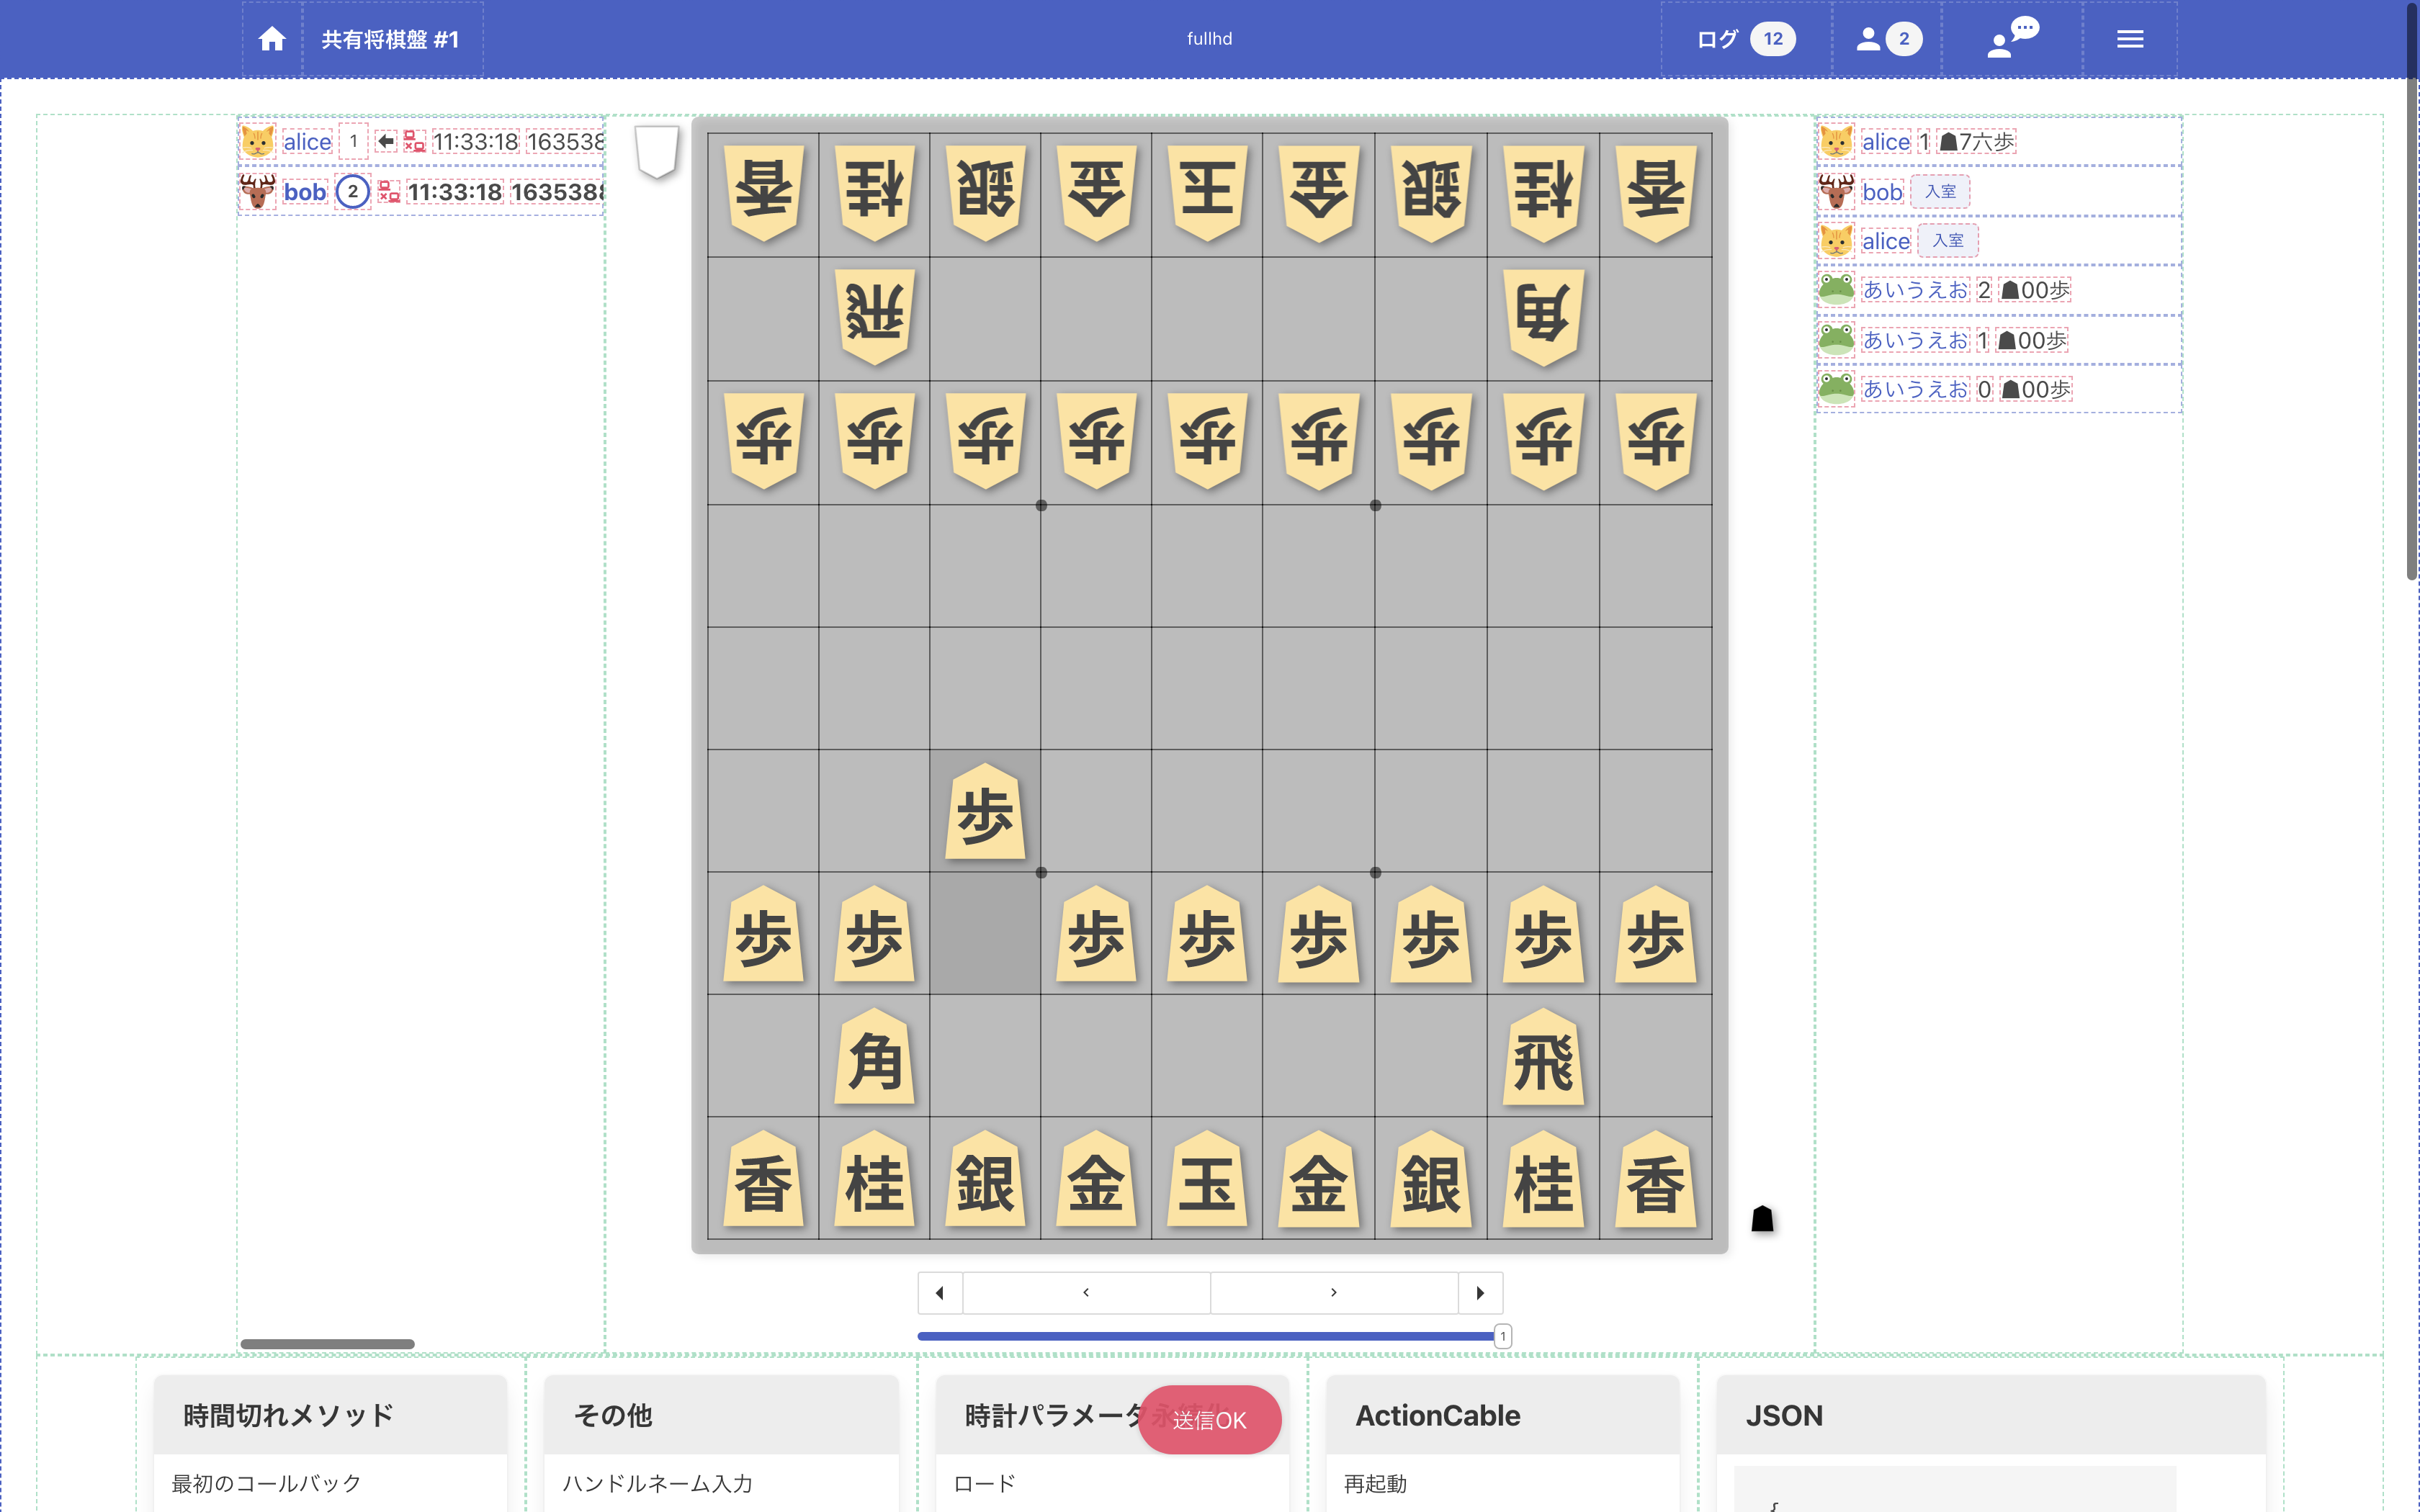 共有将棋盤 #1
fullhd
ログ 12
2
alice 1 11:33:18 163538
bob 2 11:33:18 163538
香 桂 銀 金 玉 金 銀 桂 香
飛 角
歩 歩 歩 歩 歩 歩 歩 歩 歩
歩
歩 歩 歩 歩 歩 歩 歩 歩
角 飛
香 桂 銀 金 玉 金 銀 桂 香
1
alice 1 ☗7六歩
bob 入室
alice 入室
あいうえお 2 ☗00歩
あいうえお 1 ☗00歩
あいうえお 0 ☗00歩
時間切れメソッド
最初のコールバック
その他
ハンドルネーム入力
時計パラメータ
送信OK
ロード
ActionCable
再起動
JSON
{